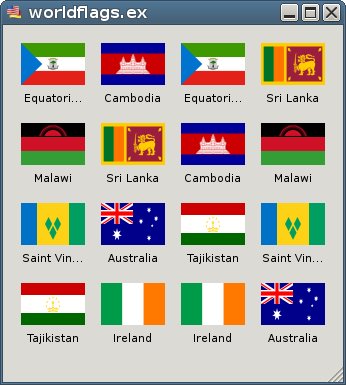 worldflags.ex
Equatori... Cambodia Equatori... Sri Lanka
Malawi Sri Lanka Cambodia Malawi
Saint Vin... Australia Tajikistan Saint Vin...
Tajikistan Ireland Ireland Australia